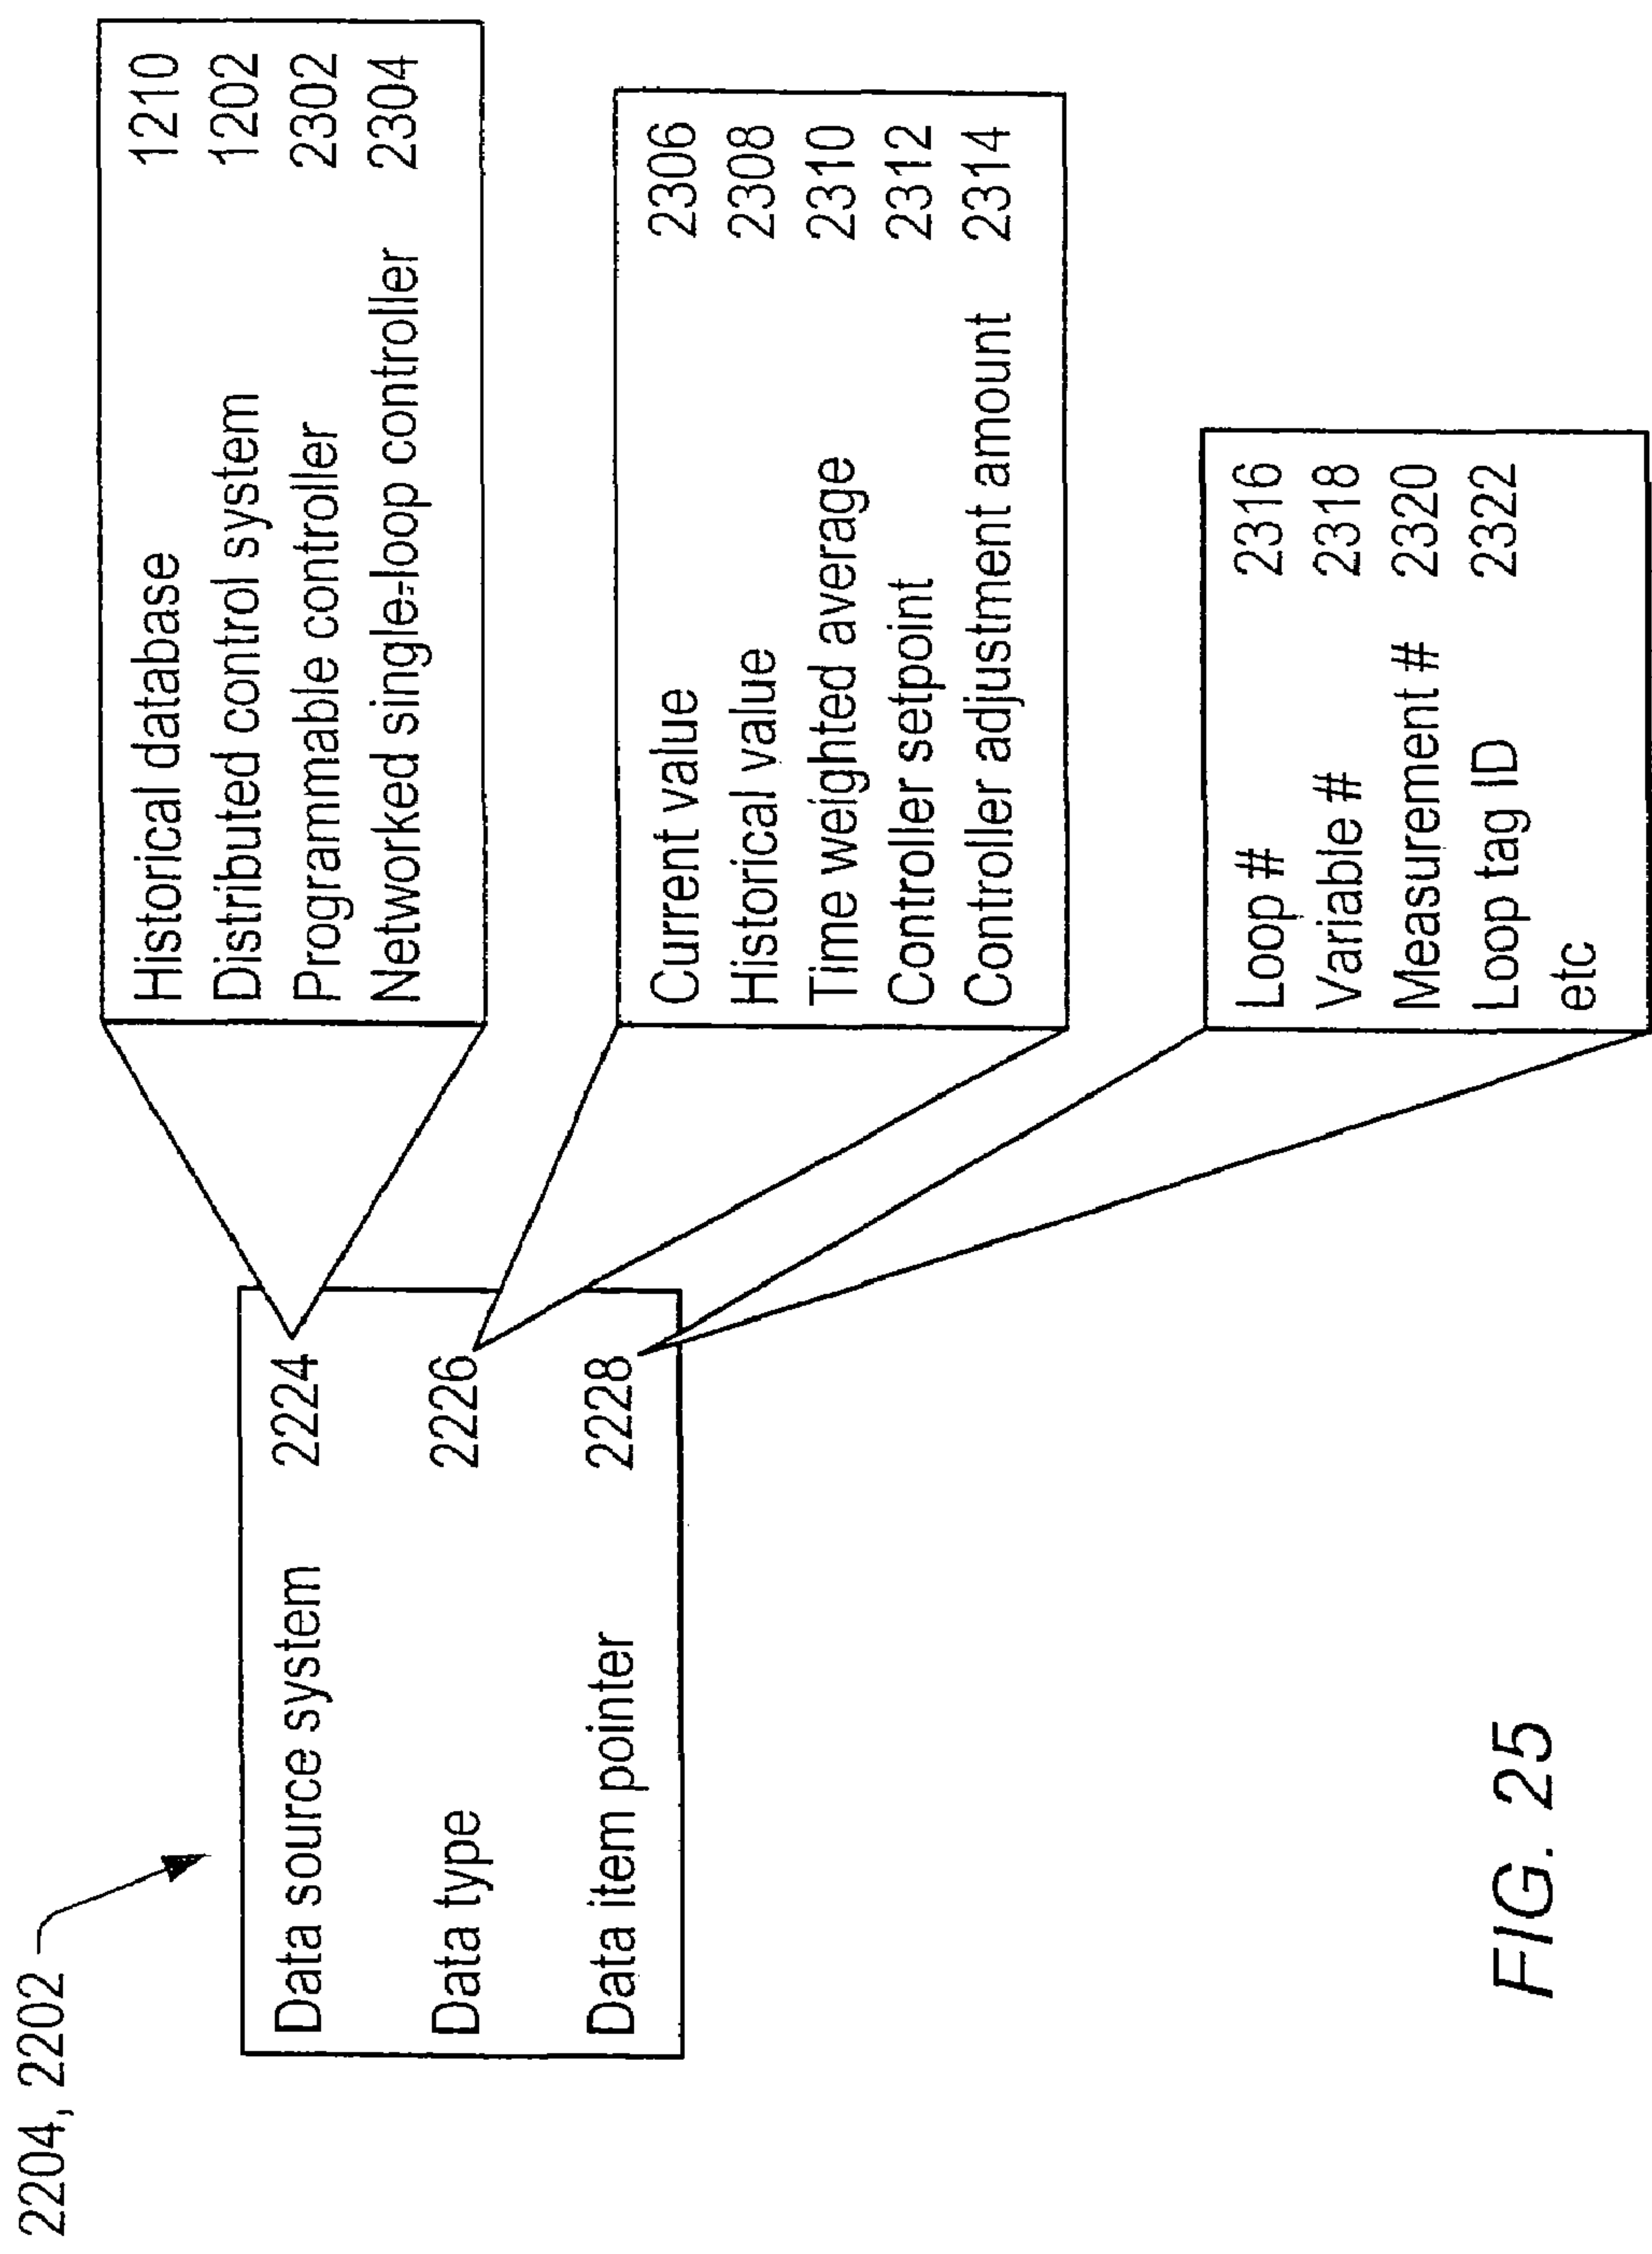 2204, 2202
Data source system 2224
Data type 2226
Data item pointer 2228
Historical database 1210
Distributed control system 1202
Programmable controller 2302
Networked single-loop controller 2304
Current value 2306
Historical value 2308
Time weighted average 2310
Controller setpoint 2312
Controller adjustment amount 2314
Loop # 2316
Variable # 2318
Measurement # 2320
Loop tag ID 2322
etc
FIG. 25